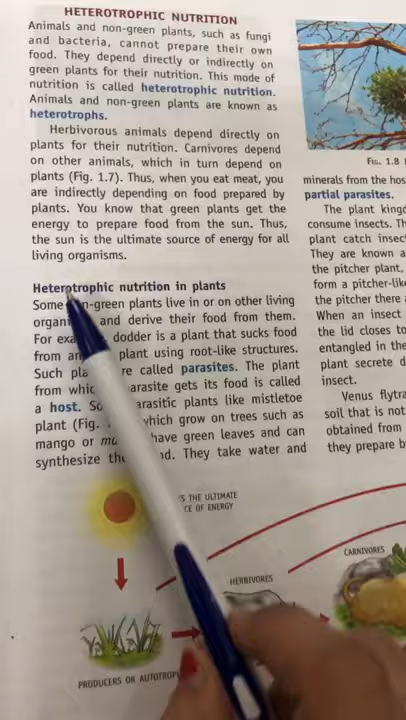 HETEROTROPHIC NUTRITION
Animals and non-green plants, such as fungi
and bacteria, cannot prepare their own
food. They depend directly or indirectly on
green plants for their nutrition. This mode of
nutrition is called heterotrophic nutrition.
Animals and non-green plants are known as
heterotrophs.
Herbivorous animals depend directly on
plants for their nutrition. Carnivores depend
on other animals, which in turn depend on
plants (Fig. 1.7). Thus, when you eat meat, you
are indirectly depending on food prepared by
plants. You know that green plants get the
energy to prepare food from the sun. Thus,
the sun is the ultimate source of energy for all
living organisms.
Heterotrophic nutrition in plants
Some n-green plants live in or on other living
organi and derive their food from them.
For exa dodder is a plant that sucks food
from an plant using root-like structures.
Such pla re called parasites. The plant
from whic arasite gets its food is called
a host. So arasitic plants like mistletoe
plant (Fig. which grow on trees such as
mango or have green leaves and can
synthesize the d. They take water and
'S THE ULTIMATE
CE OF ENERGY
HERBIVORES
CARNIVORES
PRODUCERS OR AUTOTROP
FIG. 1.8
minerals from the hos
partial parasites.
The plant kingd
consume insects. Th
plant catch insec
They are known a
the pitcher plant,
form a pitcher-lik
the pitcher there a
When an insect
the lid closes to
entangled in the
plant secrete d
insect.
Venus flytra
soil that is not
obtained from
they prepare b